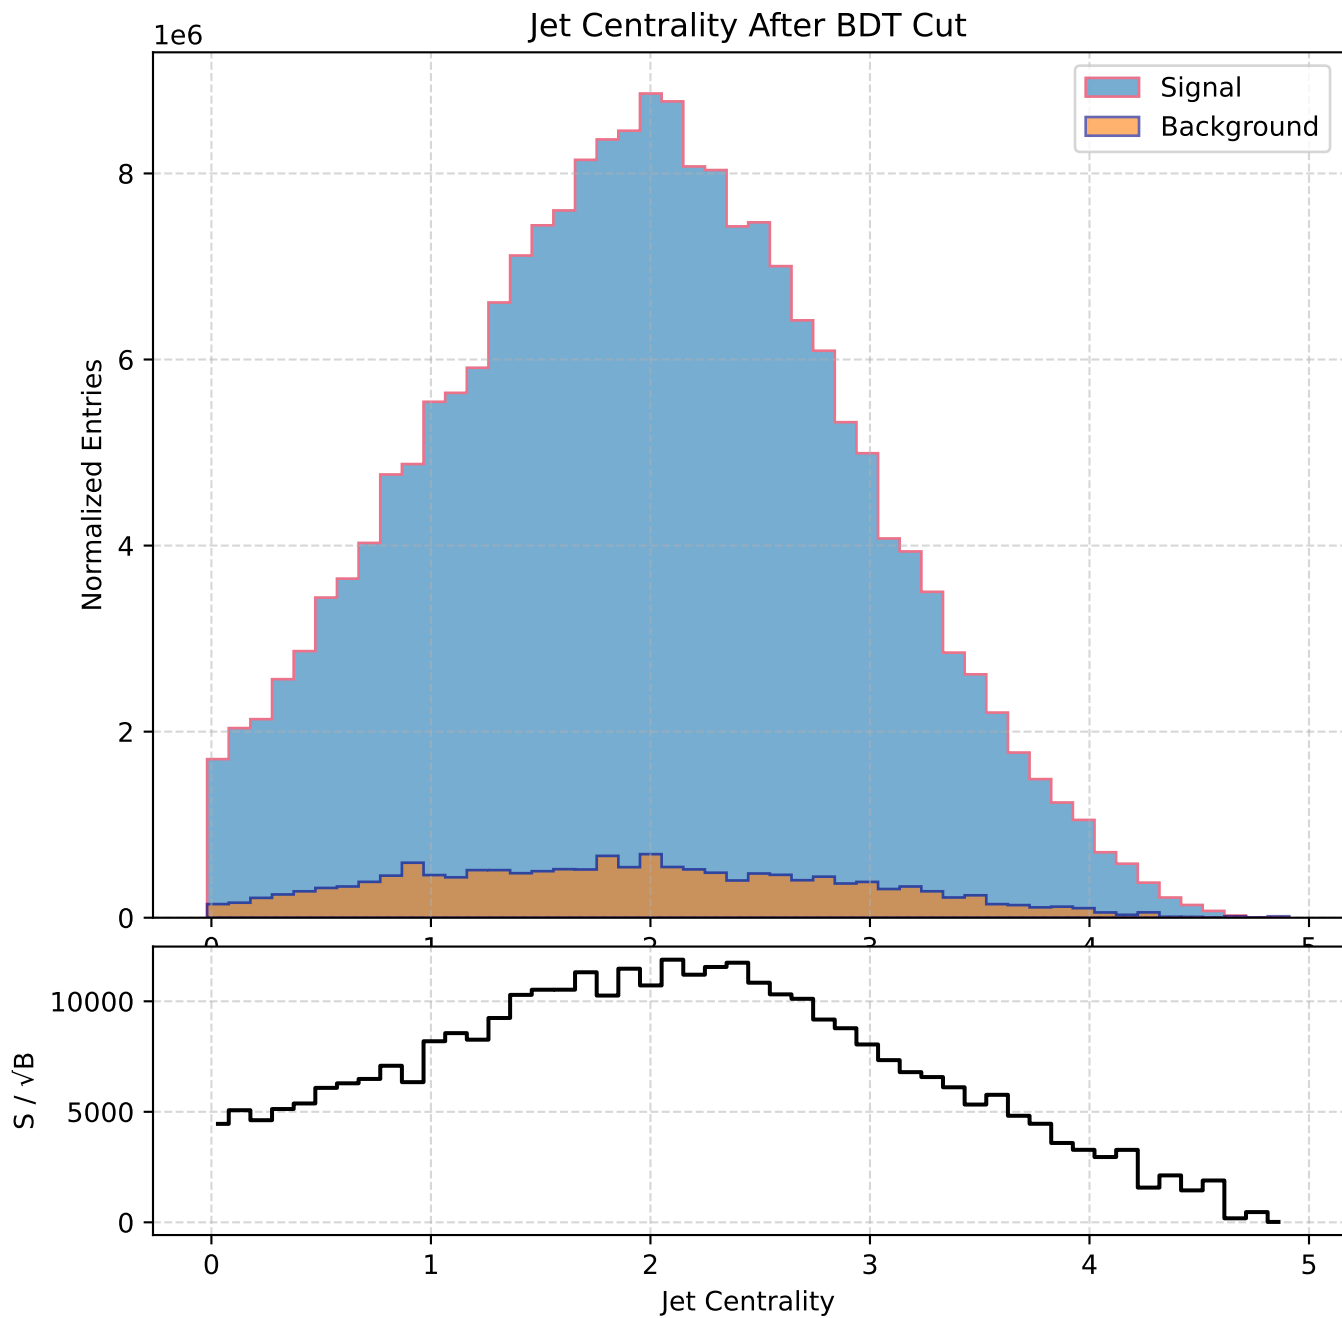 Jet Centrality After BDT Cut
1e6
Signal
Background
8
6
4
2
0
Normalized Entries
0 1 2 3 4 5
10000
5000
0
S / √B
0 1 2 3 4 5
Jet Centrality